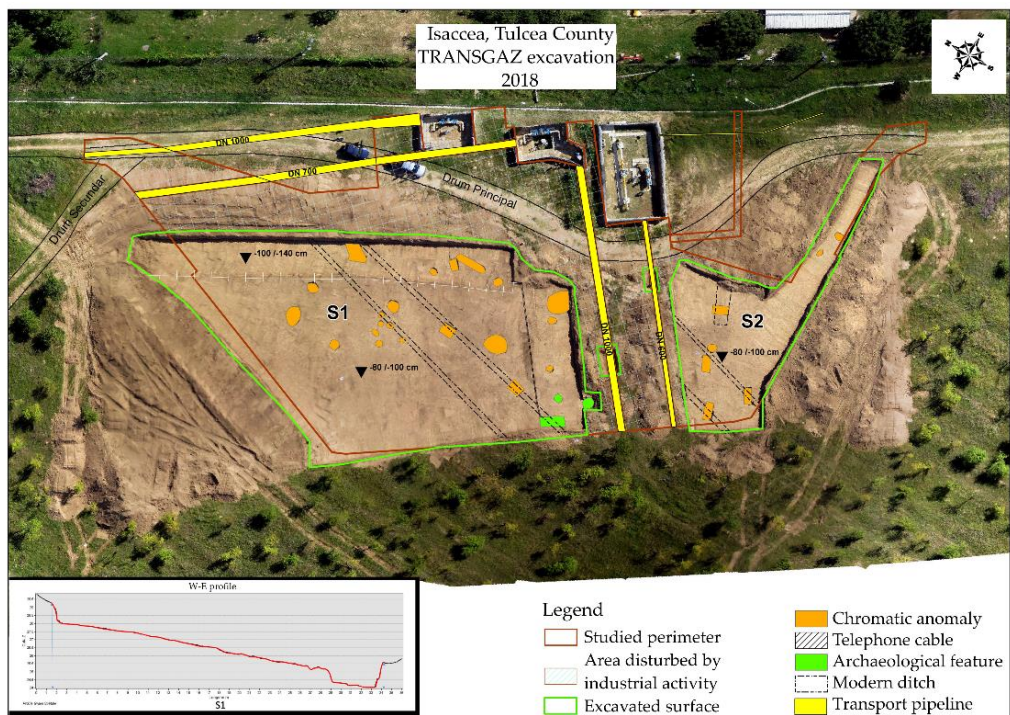 Isaccea, Tulcea County
TRANSGAZ excavation
2018
DN 1000
DN 700
Drum Principal
Drum Secundar
-100 /-140 cm
S1
-80 /-100 cm
DN 1000
S2
-80 /-100 cm
W-E profile
S1
Legend
Studied perimeter
Area disturbed by
industrial activity
Excavated surface
Chromatic anomaly
Telephone cable
Archaeological feature
Modern ditch
Transport pipeline